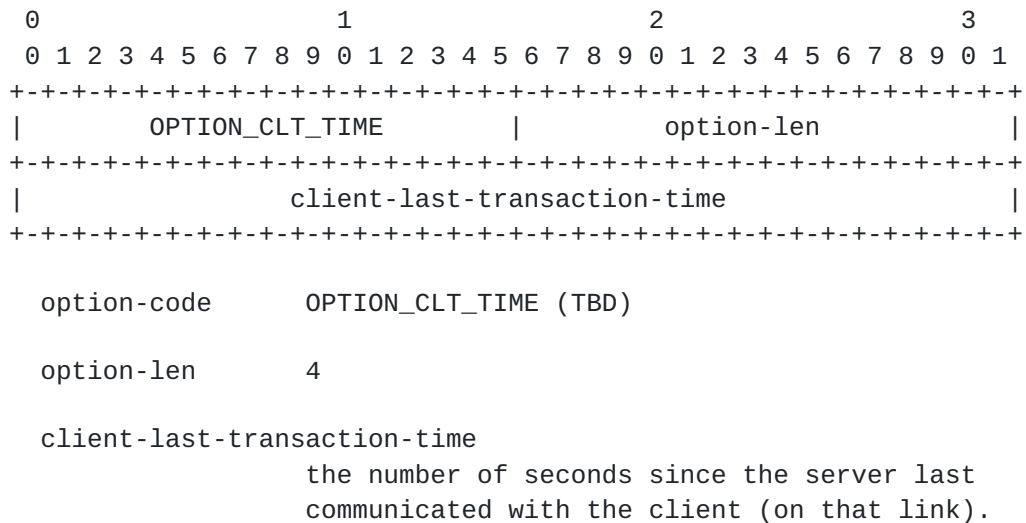 0                   1                   2                   3
 0 1 2 3 4 5 6 7 8 9 0 1 2 3 4 5 6 7 8 9 0 1 2 3 4 5 6 7 8 9 0 1
+-+-+-+-+-+-+-+-+-+-+-+-+-+-+-+-+-+-+-+-+-+-+-+-+-+-+-+-+-+-+-+-+
|        OPTION_CLT_TIME        |         option-len            |
+-+-+-+-+-+-+-+-+-+-+-+-+-+-+-+-+-+-+-+-+-+-+-+-+-+-+-+-+-+-+-+-+
|                 client-last-transaction-time                  |
+-+-+-+-+-+-+-+-+-+-+-+-+-+-+-+-+-+-+-+-+-+-+-+-+-+-+-+-+-+-+-+-+

  option-code      OPTION_CLT_TIME (TBD)

  option-len       4

  client-last-transaction-time
                   the number of seconds since the server last
                   communicated with the client (on that link).